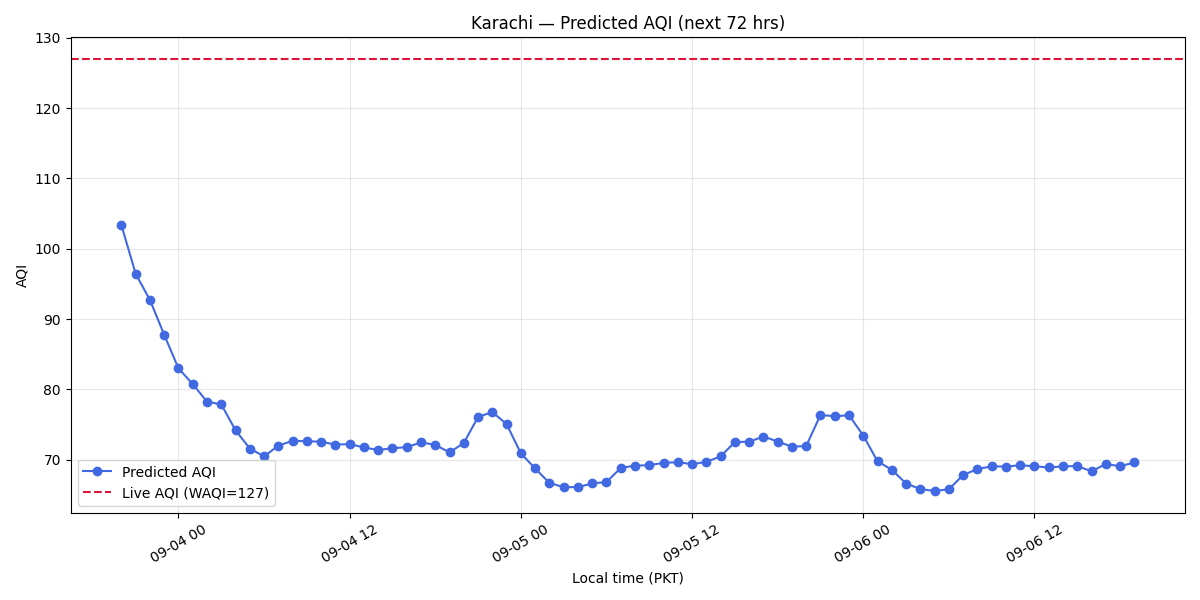 Karachi — Predicted AQI (next 72 hrs)
130
120
110
100
90
80
70
AQI
Predicted AQI
Live AQI (WAQI=127)
09-04 00
09-04 12
09-05 00
09-05 12
09-06 00
09-06 12
Local time (PKT)